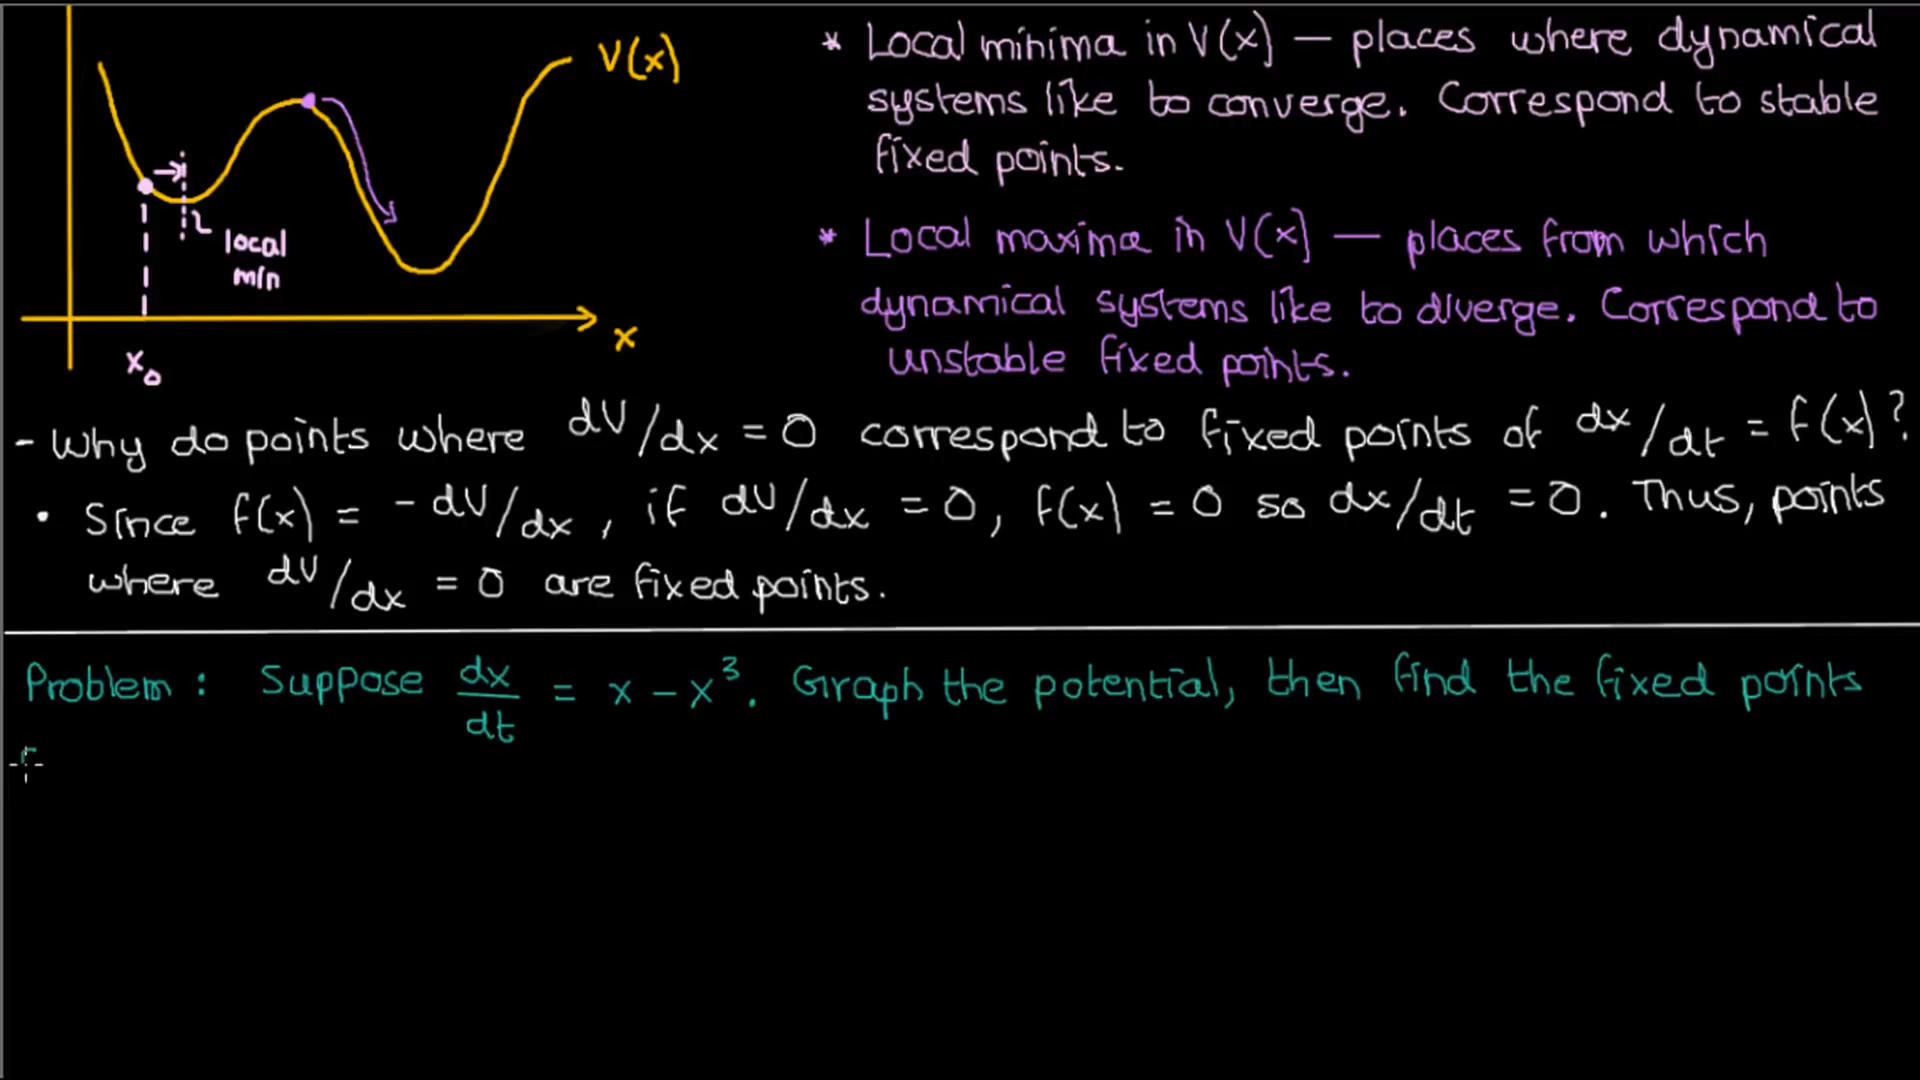 V(x)
local
min
x
x₀
* Local minima in V(x) — places where dynamical
systems like to converge. Correspond to stable
fixed points.
* Local maxima in V(x) — places from which
dynamical systems like to diverge. Correspond to
unstable fixed points.
- Why do points where dV/dx = 0 correspond to fixed points of dx/dt = f(x)?
• Since f(x) = - dV/dx, if dV/dx = 0, f(x) = 0 so dx/dt = 0. Thus, points
where dV/dx = 0 are fixed points.
Problem: Suppose dx/dt = x - x³. Graph the potential, then find the fixed points